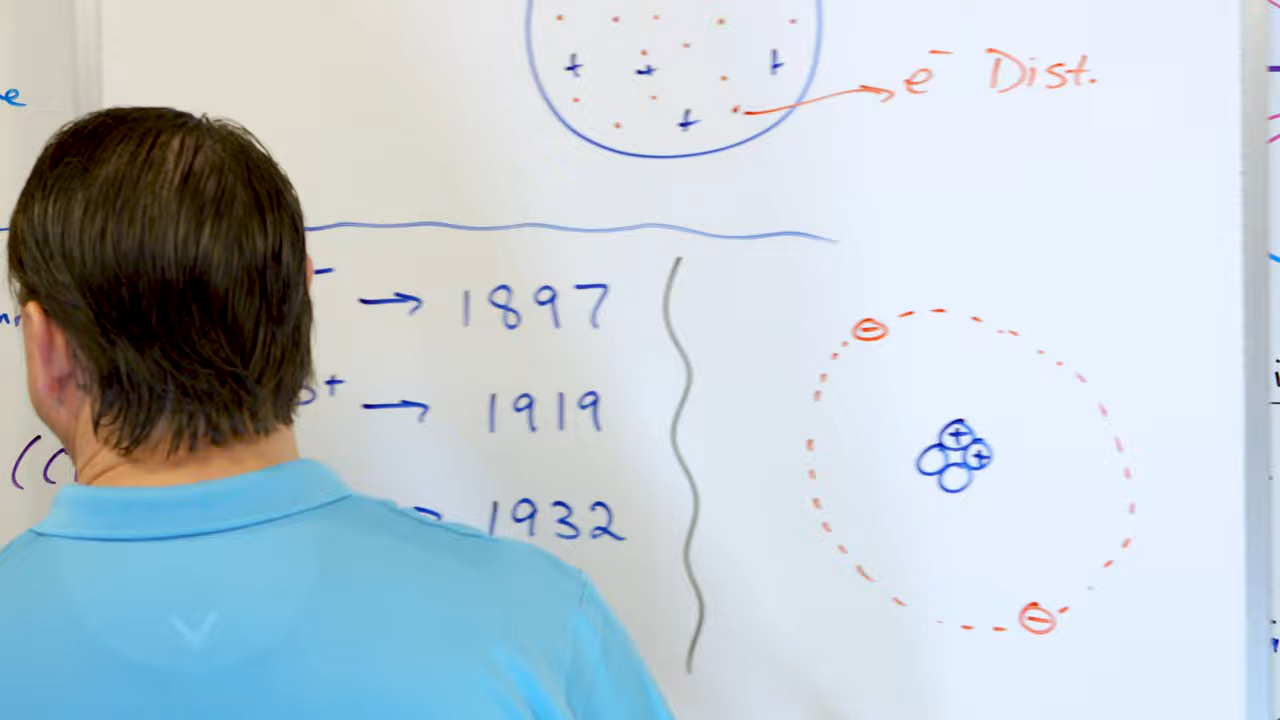 e⁻ Dist.
e
⁻ → 1897
⁺ → 1919
1932